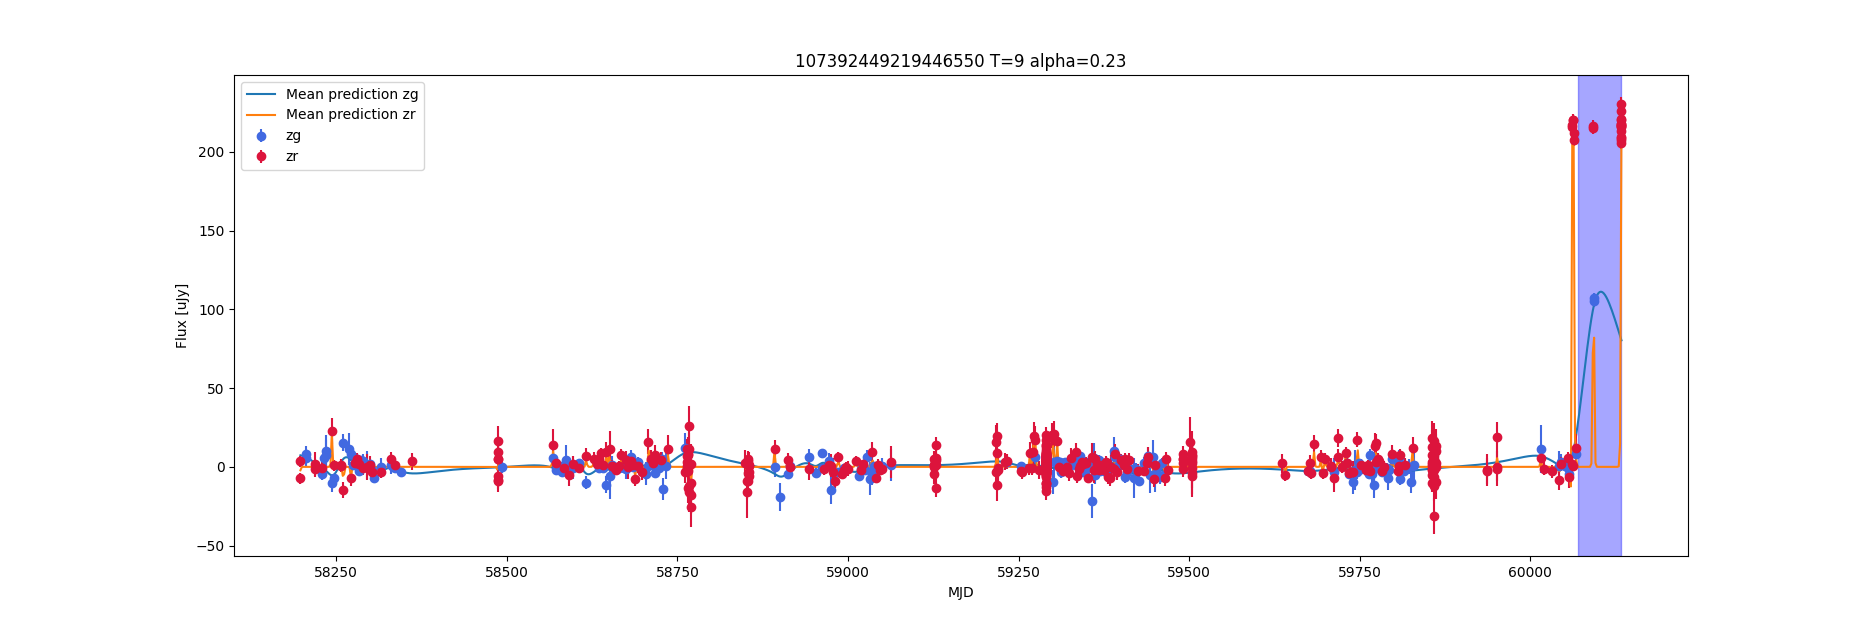 107392449219446550 T=9 alpha=0.23
Mean prediction zg
Mean prediction zr
zg
zr
Flux [uJy]
200
150
100
50
0
−50
58250 58500 58750 59000 59250 59500 59750 60000
MJD